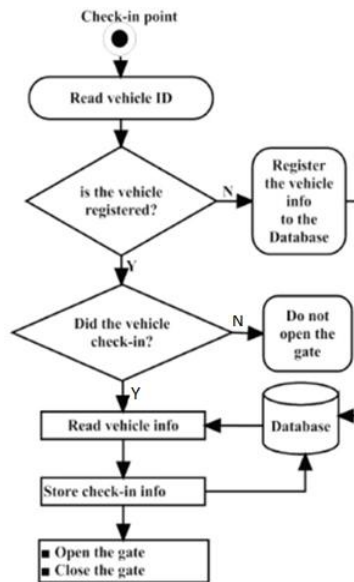 Check-in point
Read vehicle ID
is the vehicle
registered?
N
Register
the vehicle
info
to the
Database
Y
Did the vehicle
check-in?
N
Do not
open the
gate
Y
Read vehicle info
Database
Store check-in info
■ Open the gate
■ Close the gate